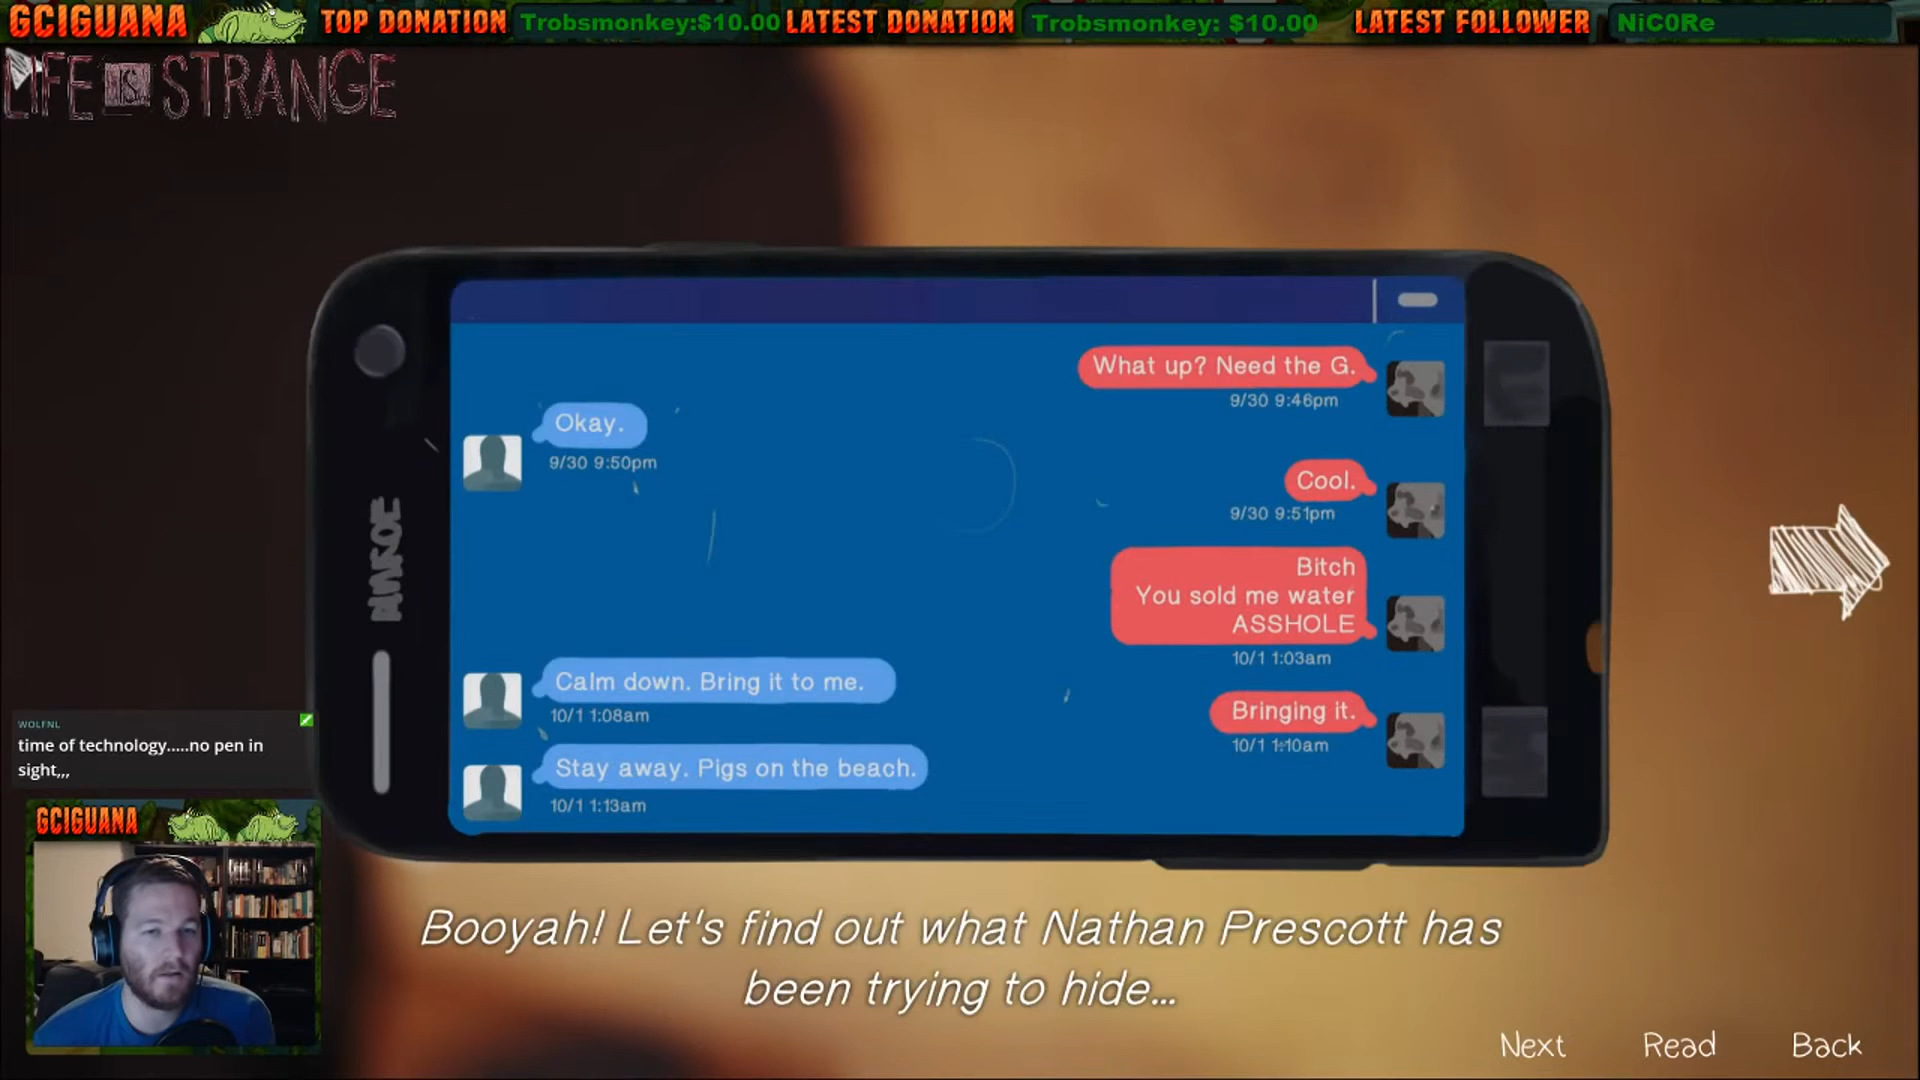 GCIGUANA TOP DONATION Trobsmonkey:$10.00 LATEST DONATION Trobsmonkey: $10.00 LATEST FOLLOWER NiC0Re
LIFE IS STRANGE
What up? Need the G.
9/30 9:46pm
Okay.
9/30 9:50pm
Cool.
9/30 9:51pm
Bitch
You sold me water
ASSHOLE
10/1 1:03am
Calm down. Bring it to me.
10/1 1:08am
Bringing it.
10/1 1:10am
Stay away. Pigs on the beach.
10/1 1:13am
WOLFNL
time of technology.....no pen in
sight,,,
GCIGUANA
Booyah! Let's find out what Nathan Prescott has
been trying to hide...
Next Read Back